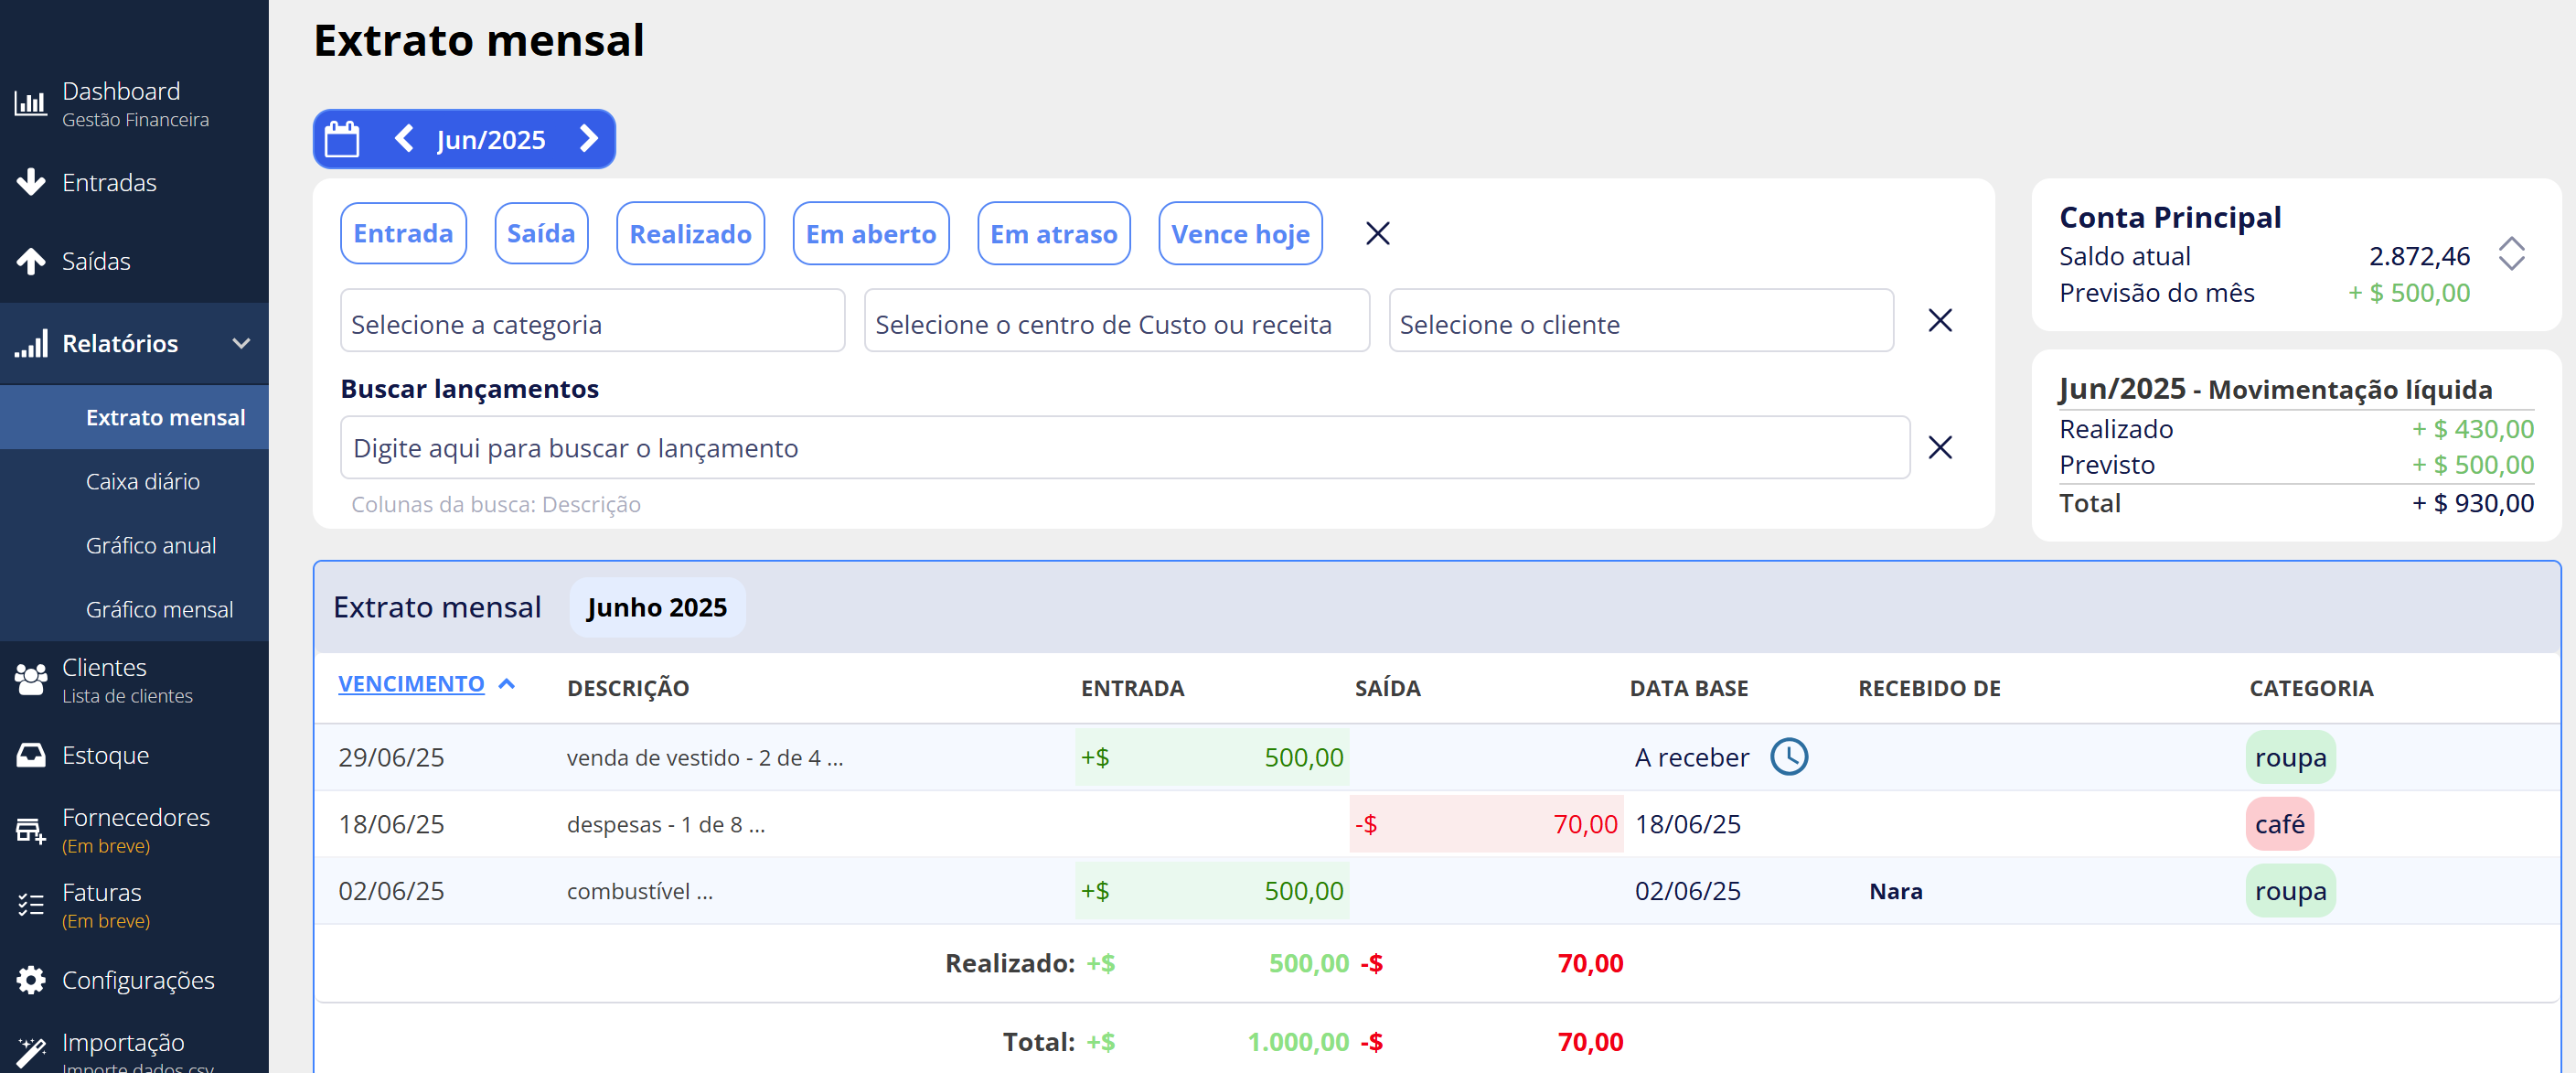 Dashboard
Gestão Financeira
Entradas
Saídas
Relatórios
Extrato mensal
Caixa diário
Gráfico anual
Gráfico mensal
Clientes
Lista de clientes
Estoque
Fornecedores
(Em breve)
Faturas
(Em breve)
Configurações
Importação
Importe dados csv
Extrato mensal
Jun/2025
Entrada Saída Realizado Em aberto Em atraso Vence hoje
Selecione a categoria Selecione o centro de Custo ou receita Selecione o cliente
Buscar lançamentos
Digite aqui para buscar o lançamento
Colunas da busca: Descrição
Conta Principal
Saldo atual 2.872,46
Previsão do mês + $ 500,00
Jun/2025 - Movimentação líquida
Realizado + $ 430,00
Previsto + $ 500,00
Total + $ 930,00
Extrato mensal Junho 2025
VENCIMENTO DESCRIÇÃO ENTRADA SAÍDA DATA BASE RECEBIDO DE CATEGORIA
29/06/25 venda de vestido - 2 de 4 ... +$ 500,00 A receber roupa
18/06/25 despesas - 1 de 8 ... -$ 70,00 18/06/25 café
02/06/25 combustível ... +$ 500,00 02/06/25 Nara roupa
Realizado: +$ 500,00 -$ 70,00
Total: +$ 1.000,00 -$ 70,00